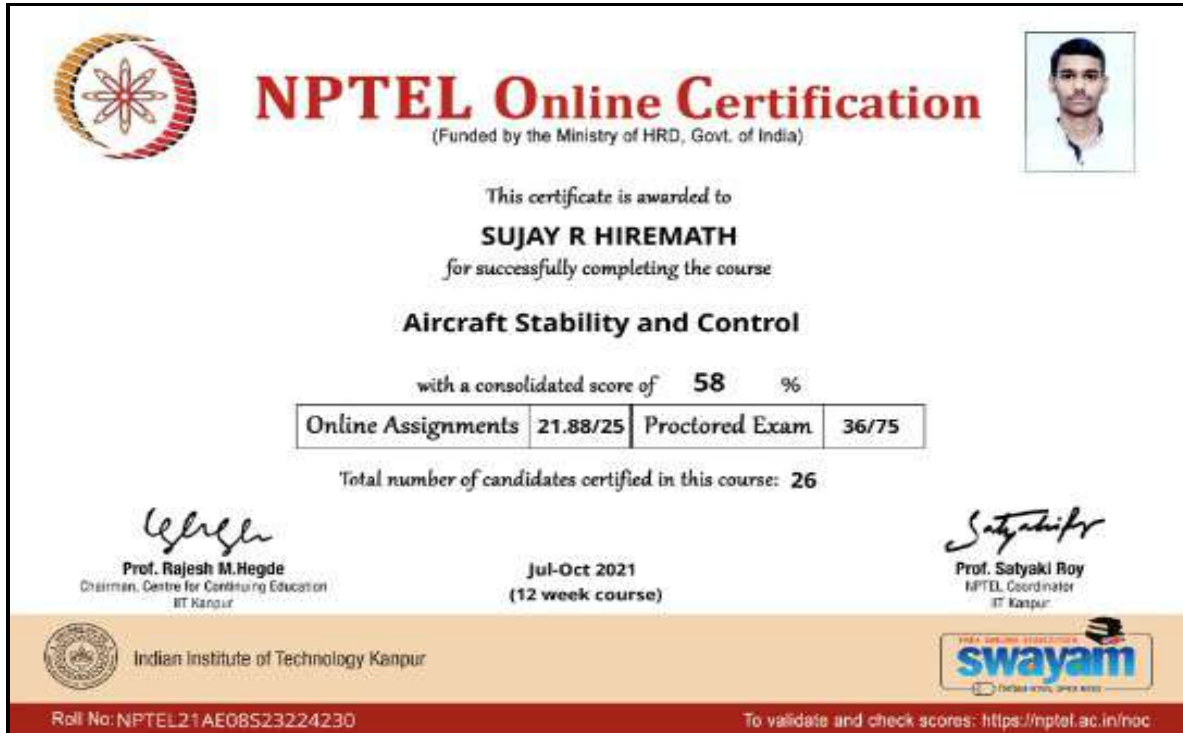 NPTEL Online Certification
(Funded by the Ministry of HRD, Govt. of India)
This certificate is awarded to
SUJAY R HIREMATH
for successfully completing the course
Aircraft Stability and Control
with a consolidated score of 58 %
Online Assignments 21.88/25 Proctored Exam 36/75
Total number of candidates certified in this course: 26
Prof. Rajesh M.Hegde
Chairman, Centre for Continuing Education
IIT Kanpur
Jul-Oct 2021
(12 week course)
Prof. Satyaki Roy
NPTEL Coordinator
IIT Kanpur
Indian Institute of Technology Kanpur
FREE ONLINE EDUCATION
swayam
Roll No: NPTEL21AE08S23224230
To validate and check scores: https://nptel.ac.in/noc